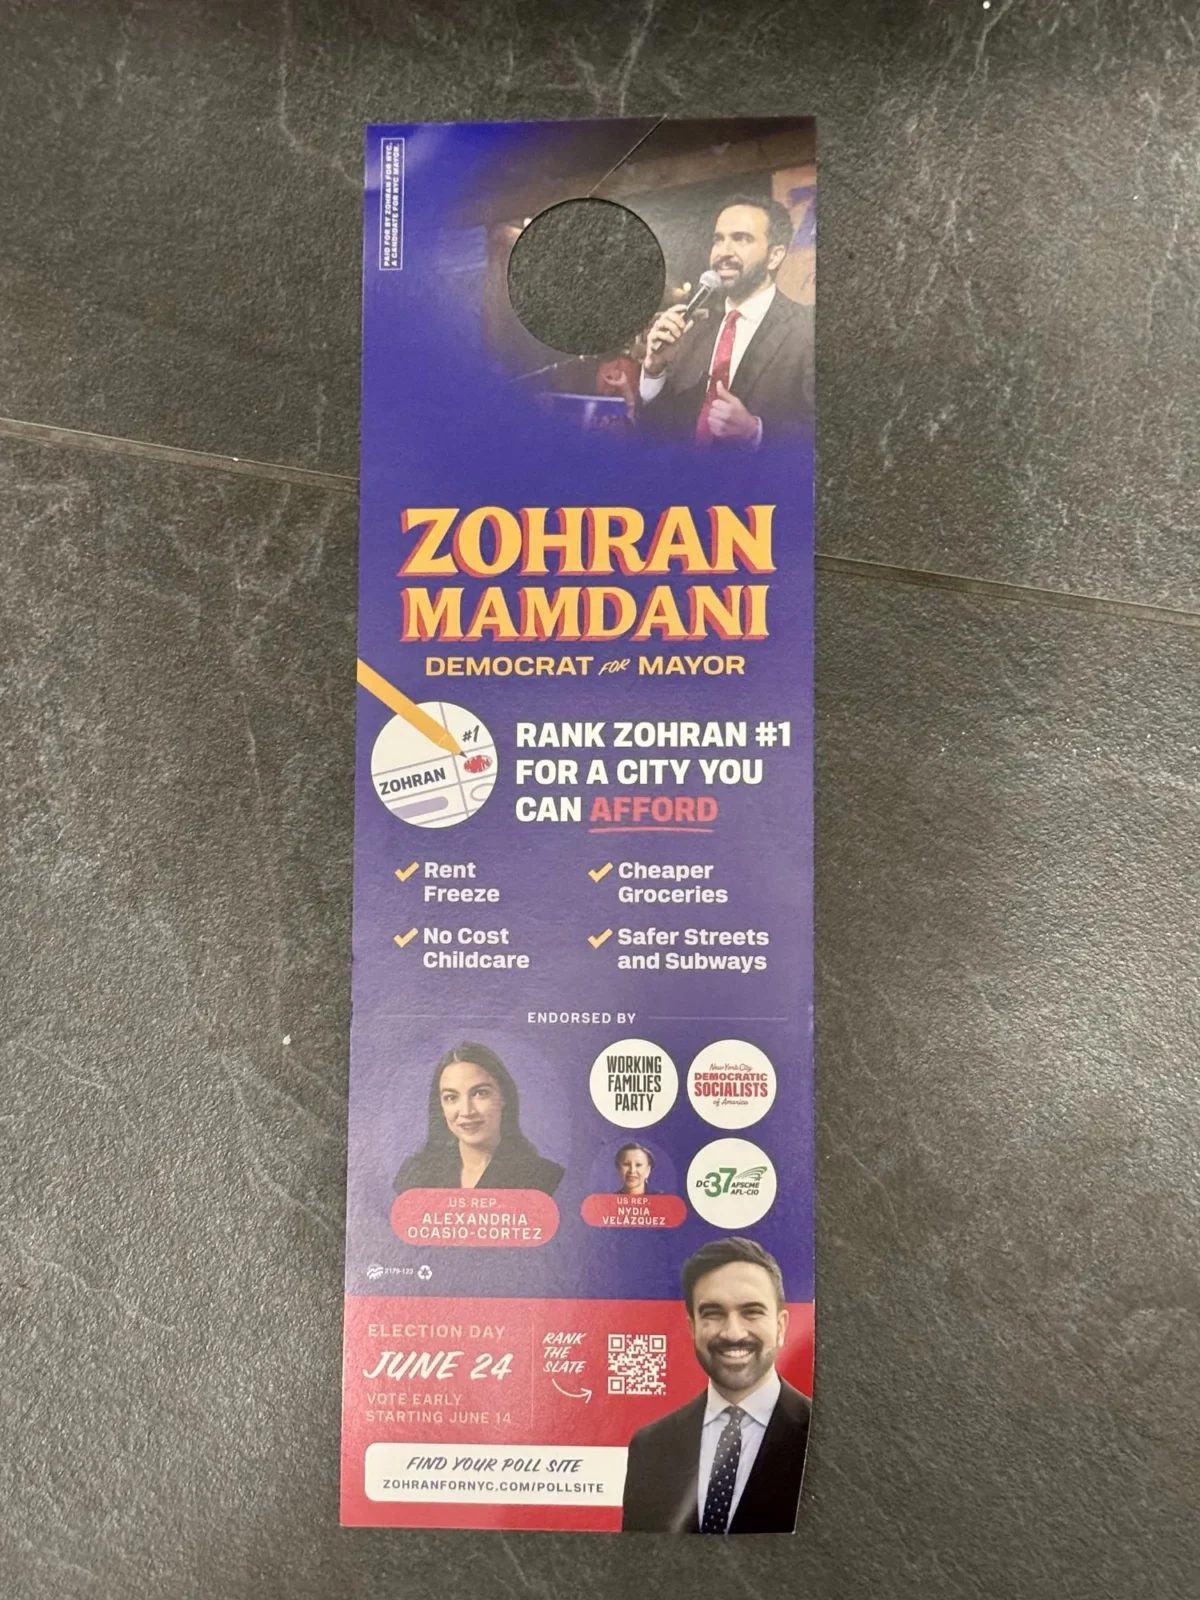 PAID FOR BY ZOHRAN FOR NYC.
A CANDIDATE FOR NYC MAYOR.
ZOHRAN
MAMDANI
DEMOCRAT FOR MAYOR
#1
ZOHRAN
RANK ZOHRAN #1
FOR A CITY YOU
CAN AFFORD
Rent
Freeze
Cheaper
Groceries
No Cost
Childcare
Safer Streets
and Subways
ENDORSED BY
US REP.
ALEXANDRIA
OCASIO-CORTEZ
WORKING
FAMILIES
PARTY
New York City
DEMOCRATIC
SOCIALISTS
of America
US REP.
NYDIA
VELÁZQUEZ
DC37 AFSCME
AFL-CIO
2179-123
ELECTION DAY
JUNE 24
VOTE EARLY
STARTING JUNE 14
RANK
THE
SLATE
FIND YOUR POLL SITE
ZOHRANFORNYC.COM/POLLSITE